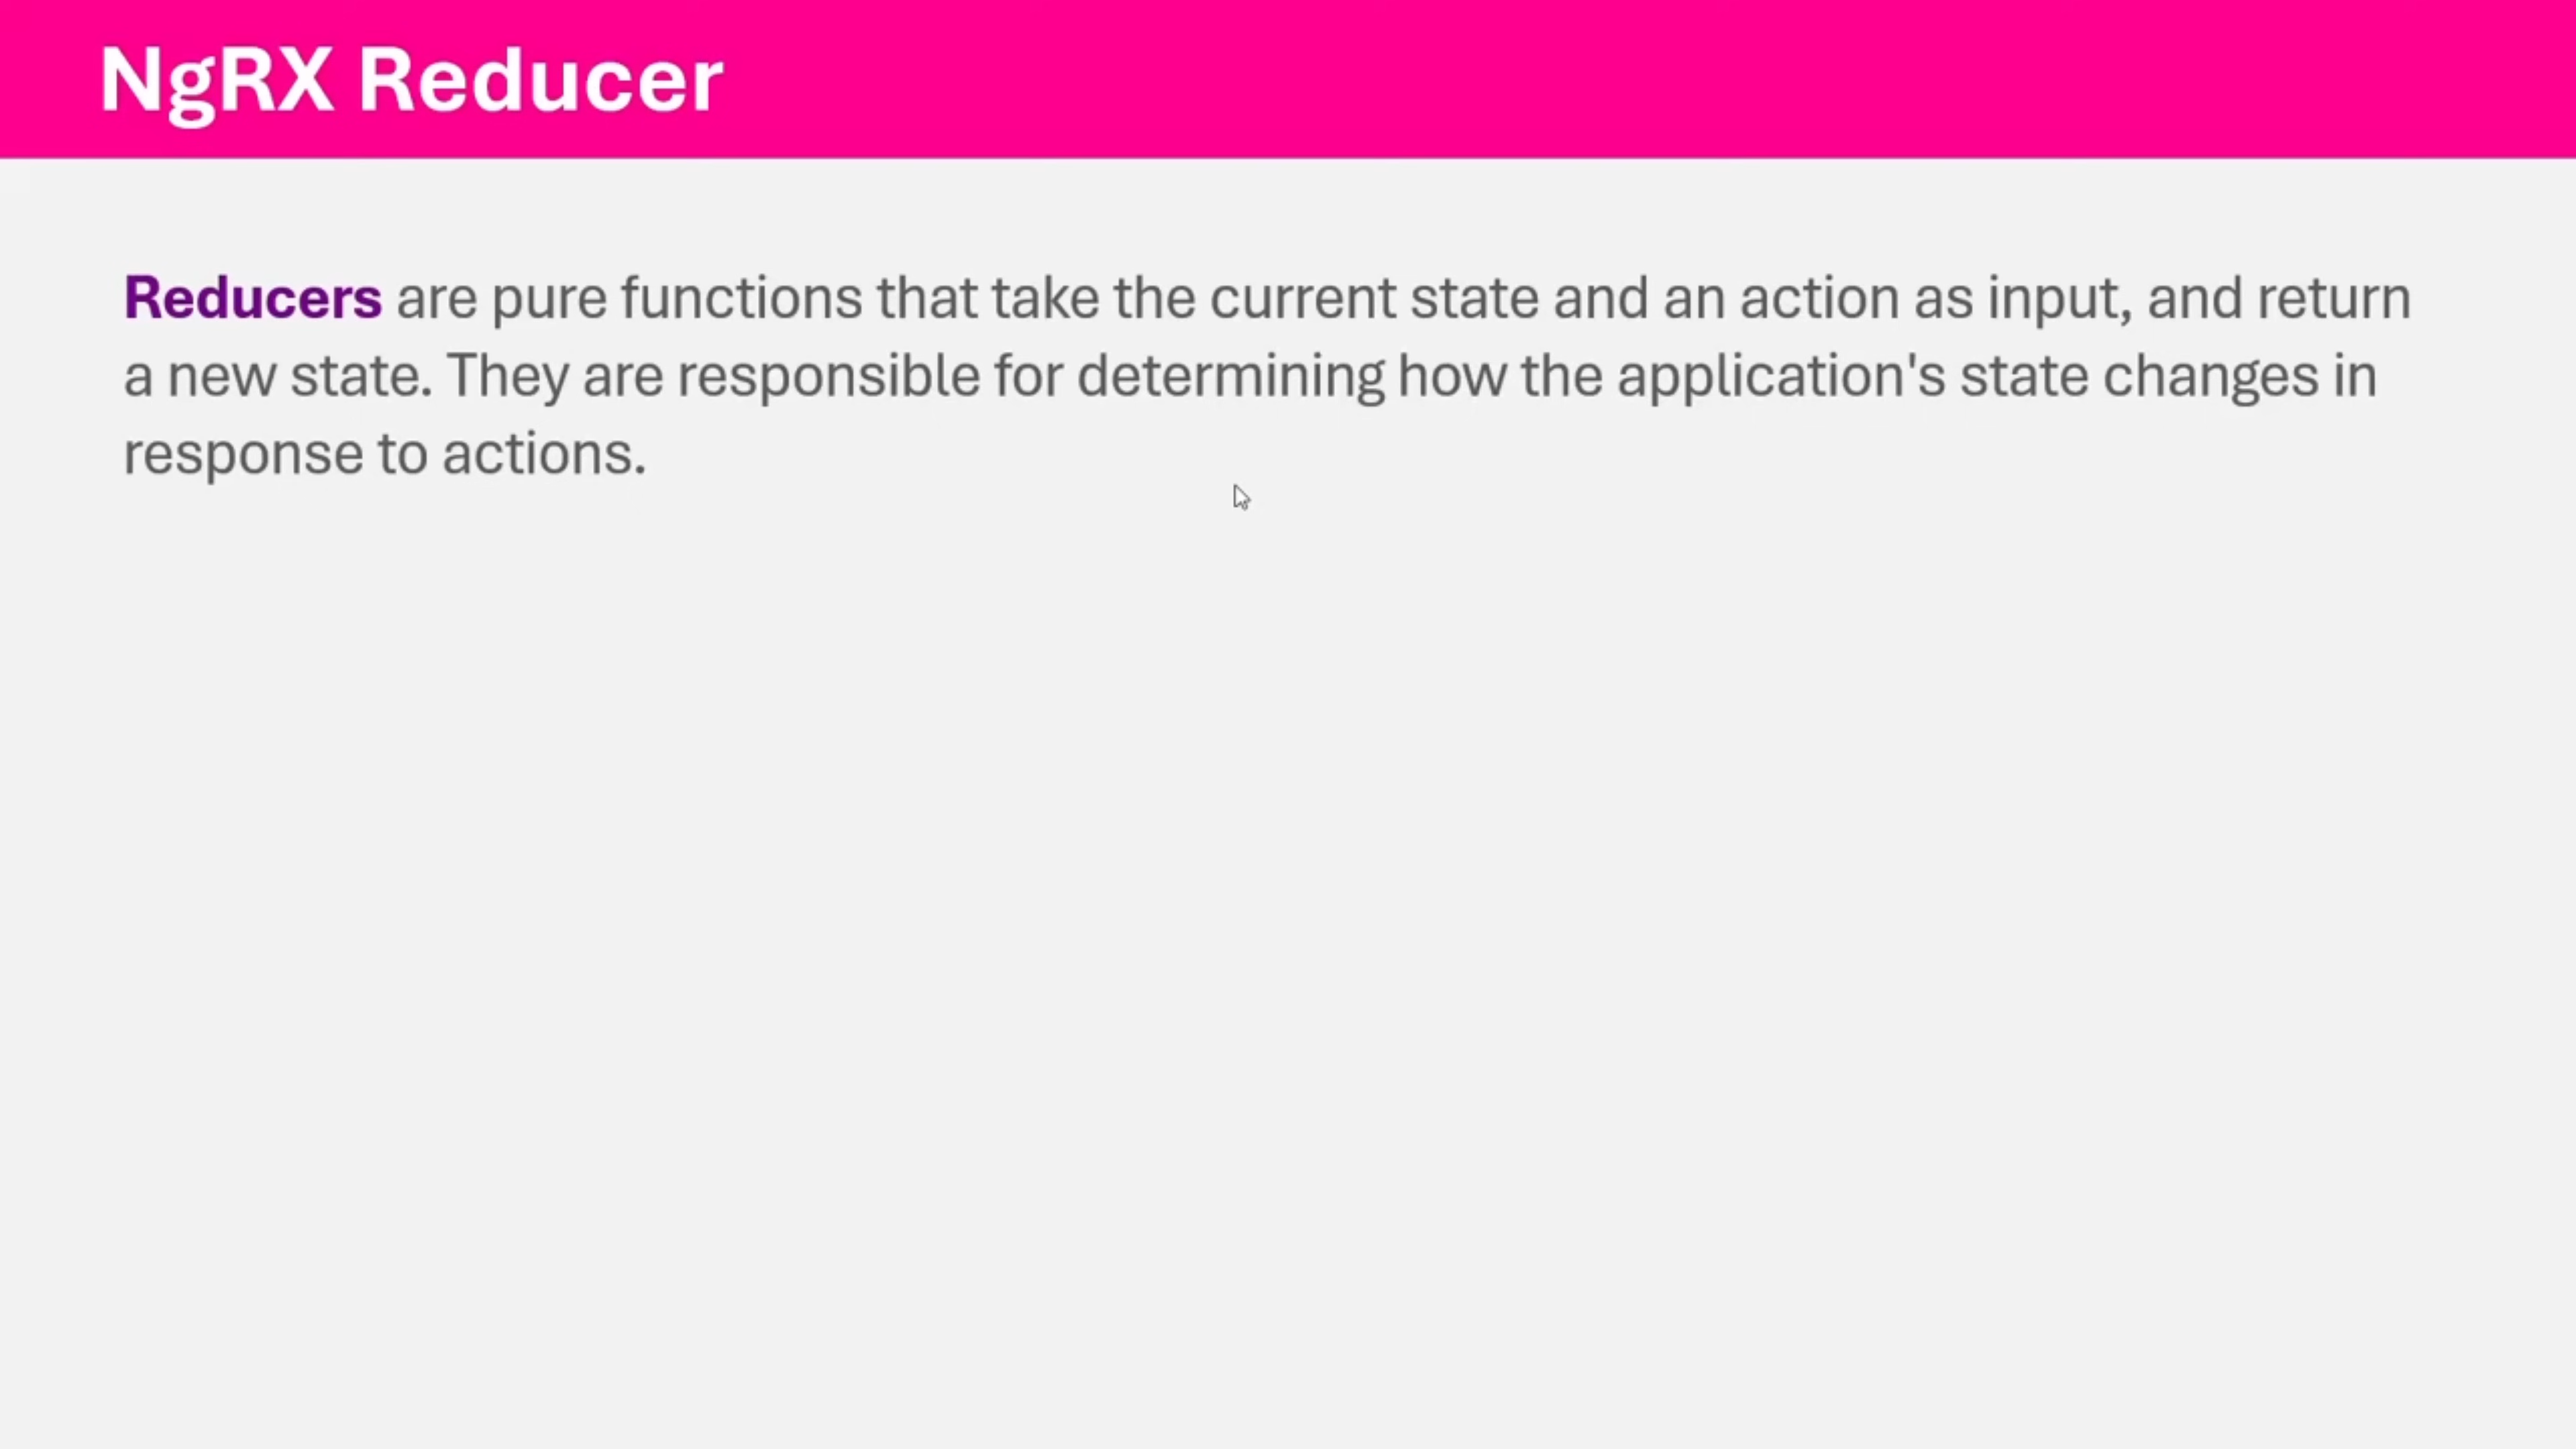 NgRX Reducer
Reducers are pure functions that take the current state and an action as input, and return
a new state. They are responsible for determining how the application's state changes in
response to actions.